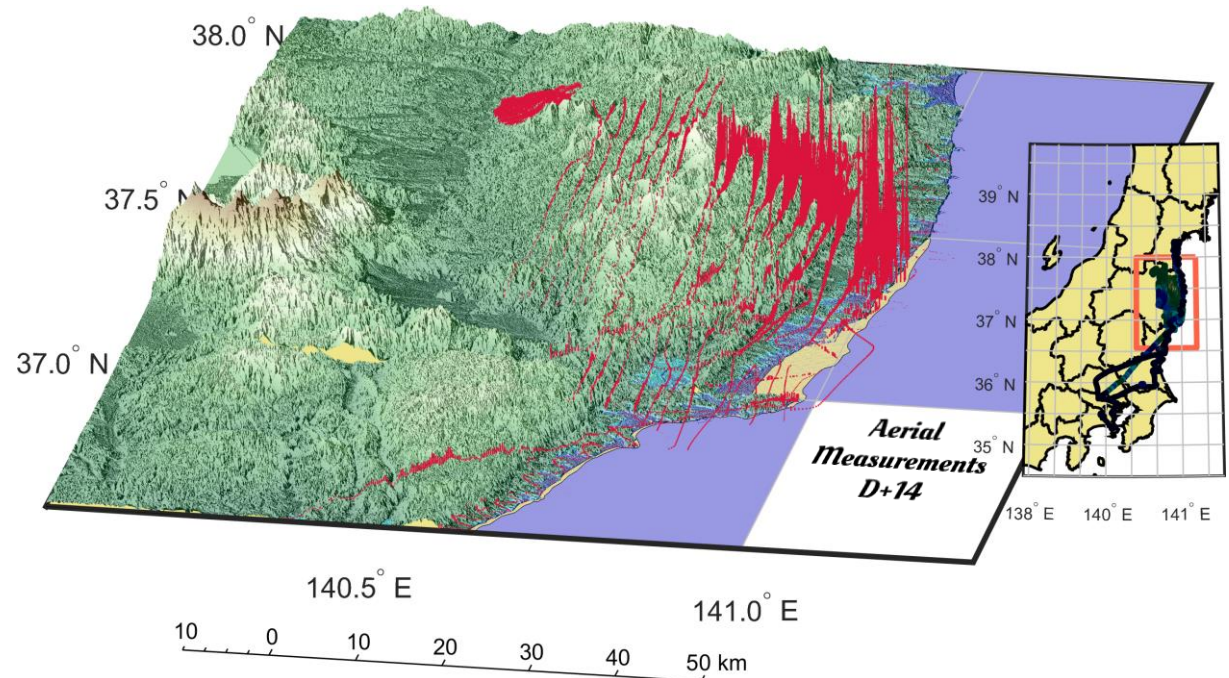 38.0° N
37.5° N
37.0° N
140.5° E
141.0° E
10 0 10 20 30 40 50 km
Aerial
Measurements
D+14
39° N
38° N
37° N
36° N
35° N
138° E 140° E 141° E